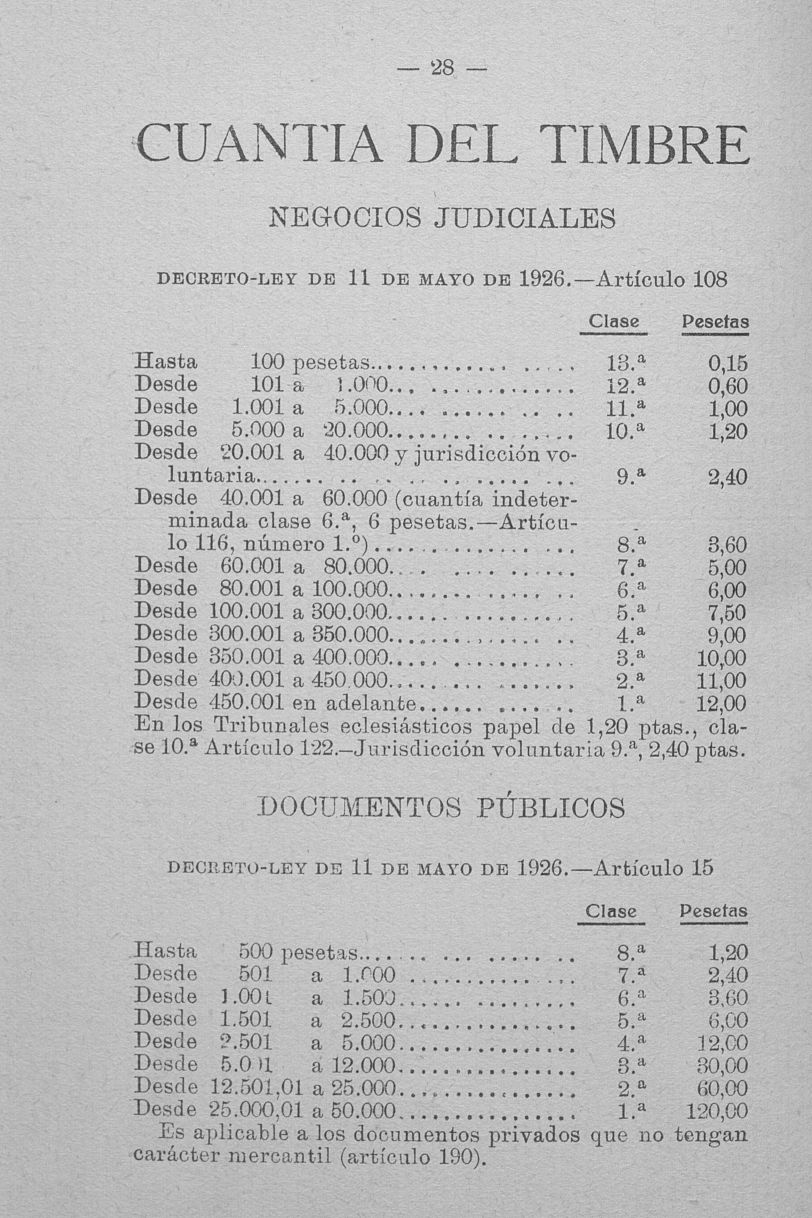 — 28 —
CUANTIA DEL TIMBRE
NEGOCIOS JUDICIALES
DECRETO-LEY DE 11 DE MAYO DE 1926.—Artículo 108
Clase Pesetas
Hasta 100 pesetas.................. 13.ª 0,15
Desde 101 a 1.000.................. 12.ª 0,60
Desde 1.001 a 5.000.................. 11.ª 1,00
Desde 5.000 a 20.000.................. 10.ª 1,20
Desde 20.001 a 40.000 y jurisdicción vo-
luntaria.................. 9.ª 2,40
Desde 40.001 a 60.000 (cuantía indeter-
minada clase 6.ª, 6 pesetas.—Artícu-
lo 116, número 1.º).................. 8.ª 3,60
Desde 60.001 a 80.000.................. 7.ª 5,00
Desde 80.001 a 100.000.................. 6.ª 6,00
Desde 100.001 a 300.000.................. 5.ª 7,50
Desde 300.001 a 350.000.................. 4.ª 9,00
Desde 350.001 a 400.000.................. 3.ª 10,00
Desde 400.001 a 450.000.................. 2.ª 11,00
Desde 450.001 en adelante.................. 1.ª 12,00
En los Tribunales eclesiásticos papel de 1,20 ptas., cla-
se 10.ª Artículo 122.—Jurisdicción voluntaria 9.ª, 2,40 ptas.
DOCUMENTOS PÚBLICOS
DECRETO-LEY DE 11 DE MAYO DE 1926.—Artículo 15
Clase Pesetas
Hasta 500 pesetas.................. 8.ª 1,20
Desde 501 a 1.000 .................. 7.ª 2,40
Desde 1.001 a 1.500.................. 6.ª 3,60
Desde 1.501 a 2.500.................. 5.ª 6,00
Desde 2.501 a 5.000.................. 4.ª 12,00
Desde 5.001 a 12.000.................. 3.ª 30,00
Desde 12.501,01 a 25.000.................. 2.ª 60,00
Desde 25.000,01 a 50.000.................. 1.ª 120,00
Es aplicable a los documentos privados que no tengan
carácter mercantil (artículo 190).